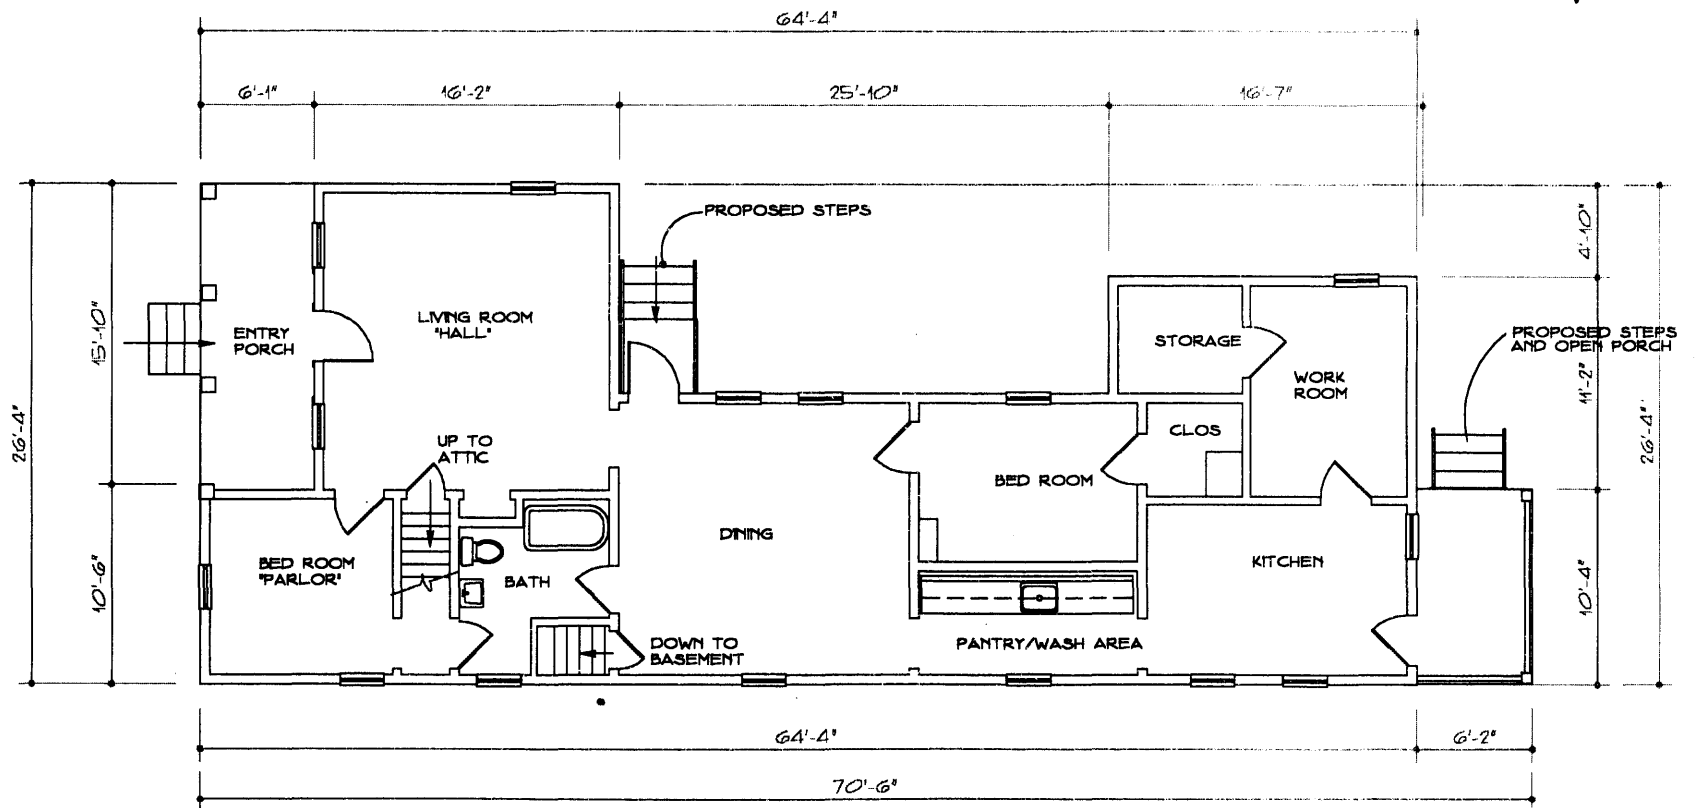 64'-4"
6'-1" 16'-2" 25'-10" 16'-7"
PROPOSED STEPS
4'-10"
ENTRY
PORCH
LIVING ROOM
"HALL"
STORAGE
WORK
ROOM
PROPOSED STEPS
AND OPEN PORCH
15'-10"
11'-2"
26'-4"
26'-4"
UP TO
ATTIC
CLOS
BED ROOM
DINING
BED ROOM
"PARLOR"
BATH
KITCHEN
10'-6"
10'-4"
DOWN TO
BASEMENT
PANTRY/WASH AREA
64'-4" 6'-2"
70'-6"